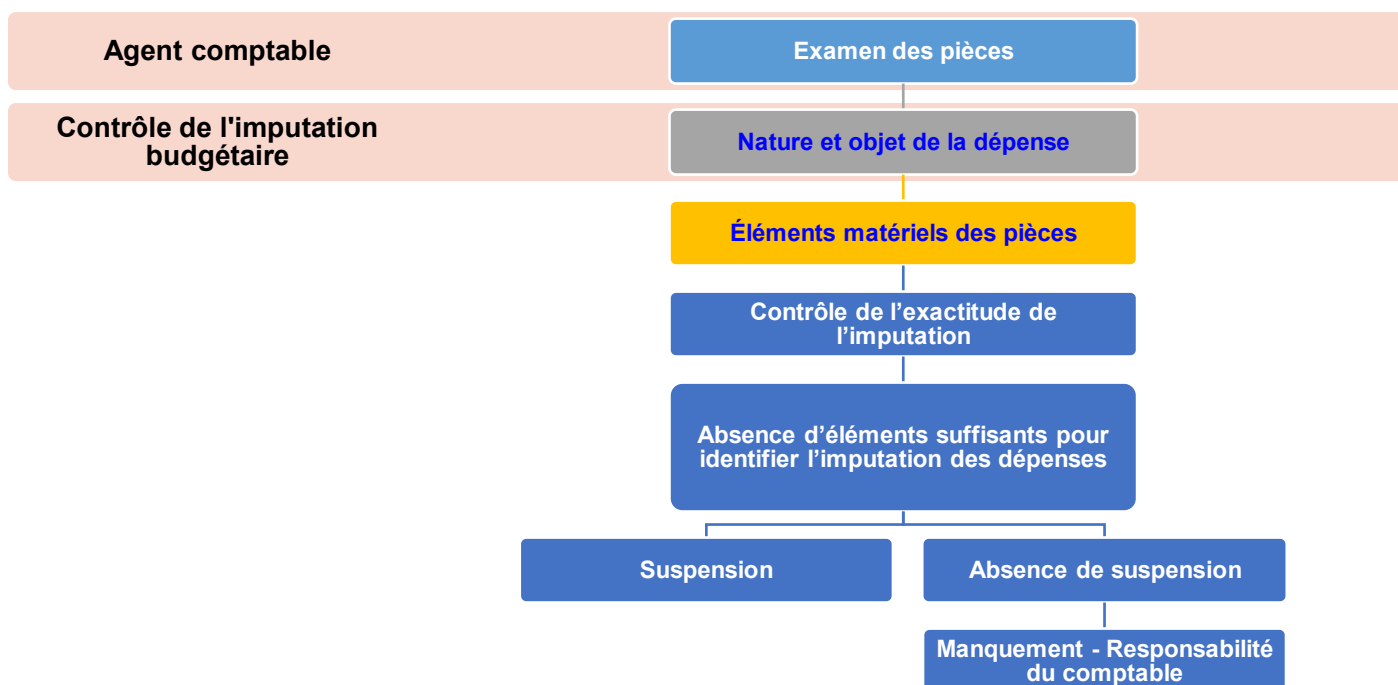 Agent comptable
Examen des pièces
Contrôle de l'imputation
budgétaire
Nature et objet de la dépense
Éléments matériels des pièces
Contrôle de l’exactitude de
l’imputation
Absence d’éléments suffisants pour
identifier l’imputation des dépenses
Suspension
Absence de suspension
Manquement - Responsabilité
du comptable